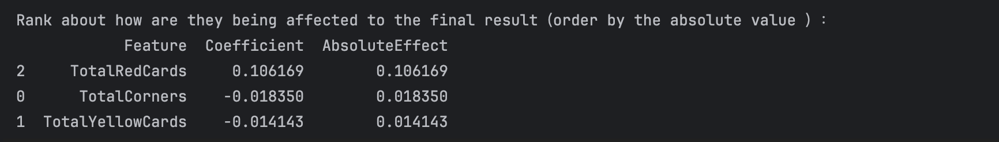 Rank about how are they being affected to the final result（order by the absolute value ）:
Feature  Coefficient  AbsoluteEffect
2     TotalRedCards     0.106169        0.106169
0      TotalCorners    -0.018350        0.018350
1  TotalYellowCards    -0.014143        0.014143